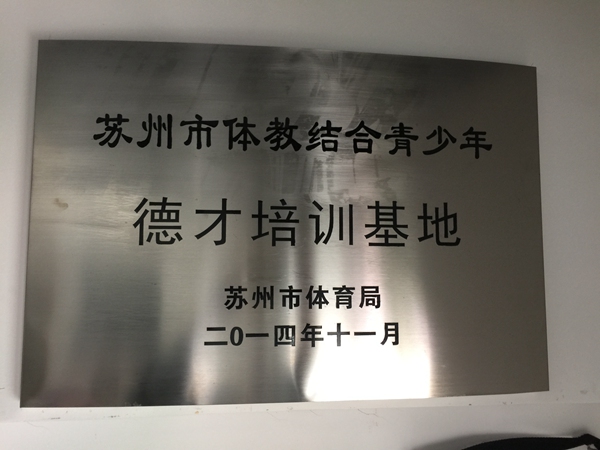 苏州市体教结合青少年
德才培训基地
苏州市体育局
二0一四年十一月